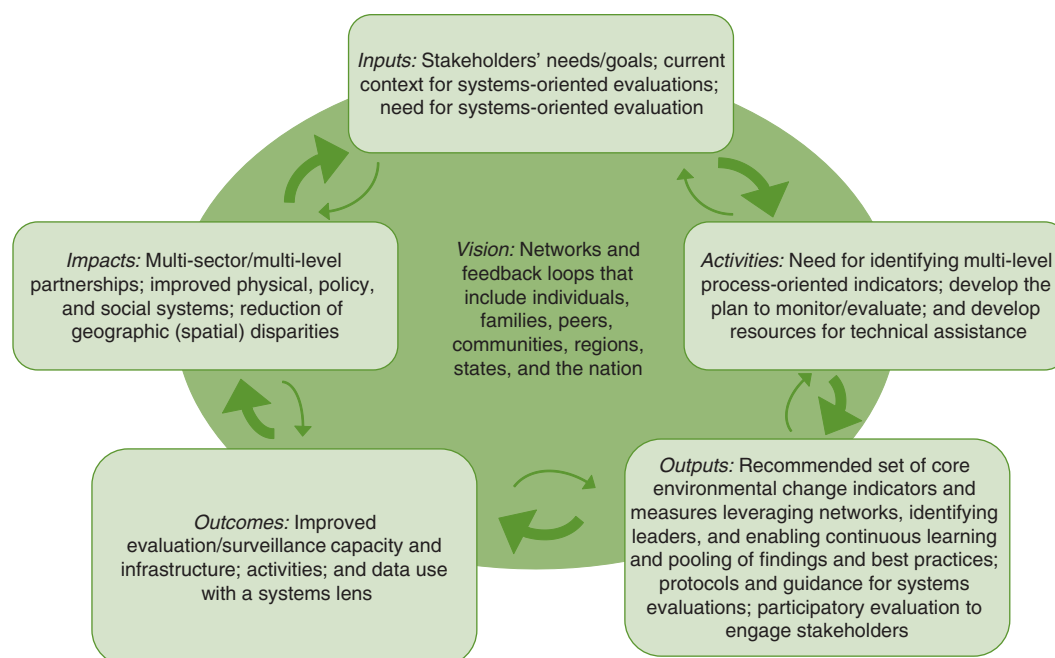 Inputs: Stakeholders’ needs/goals; current
context for systems-oriented evaluations;
need for systems-oriented evaluation
Impacts: Multi-sector/multi-level
partnerships; improved physical, policy,
and social systems; reduction of
geographic (spatial) disparities
Vision: Networks and
feedback loops that
include individuals,
families, peers,
communities, regions,
states, and the nation
Activities: Need for identifying multi-level
process-oriented indicators; develop the
plan to monitor/evaluate; and develop
resources for technical assistance
Outcomes: Improved
evaluation/surveillance capacity and
infrastructure; activities; and data use
with a systems lens
Outputs: Recommended set of core
environmental change indicators and
measures leveraging networks, identifying
leaders, and enabling continuous learning
and pooling of findings and best practices;
protocols and guidance for systems
evaluations; participatory evaluation to
engage stakeholders